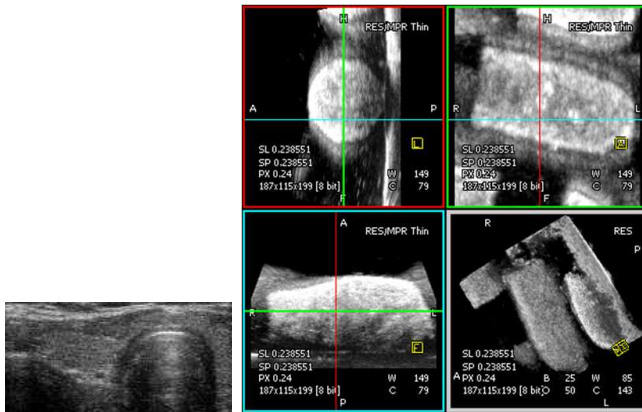 H
RES/MPR Thin
A
P
L
SL 0.238551
SP 0.238551
PX 0.24 W 149
187x115x199 [8 bit] C 79
F
H
RES/MPR Thin
R
L
A
SL 0.238551
SP 0.238551
PX 0.24 W 149
187x115x199 [8 bit] C 79
F
A
RES/MPR Thin
R
L
F
SL 0.238551
SP 0.238551
PX 0.24 W 149
187x115x199 [8 bit] C 79
P
R
RES
P
SL 0.238551
SP 0.238551
A
PX 0.24 B 25 W 85
187x115x199 [8 bit] O 50 C 143
L